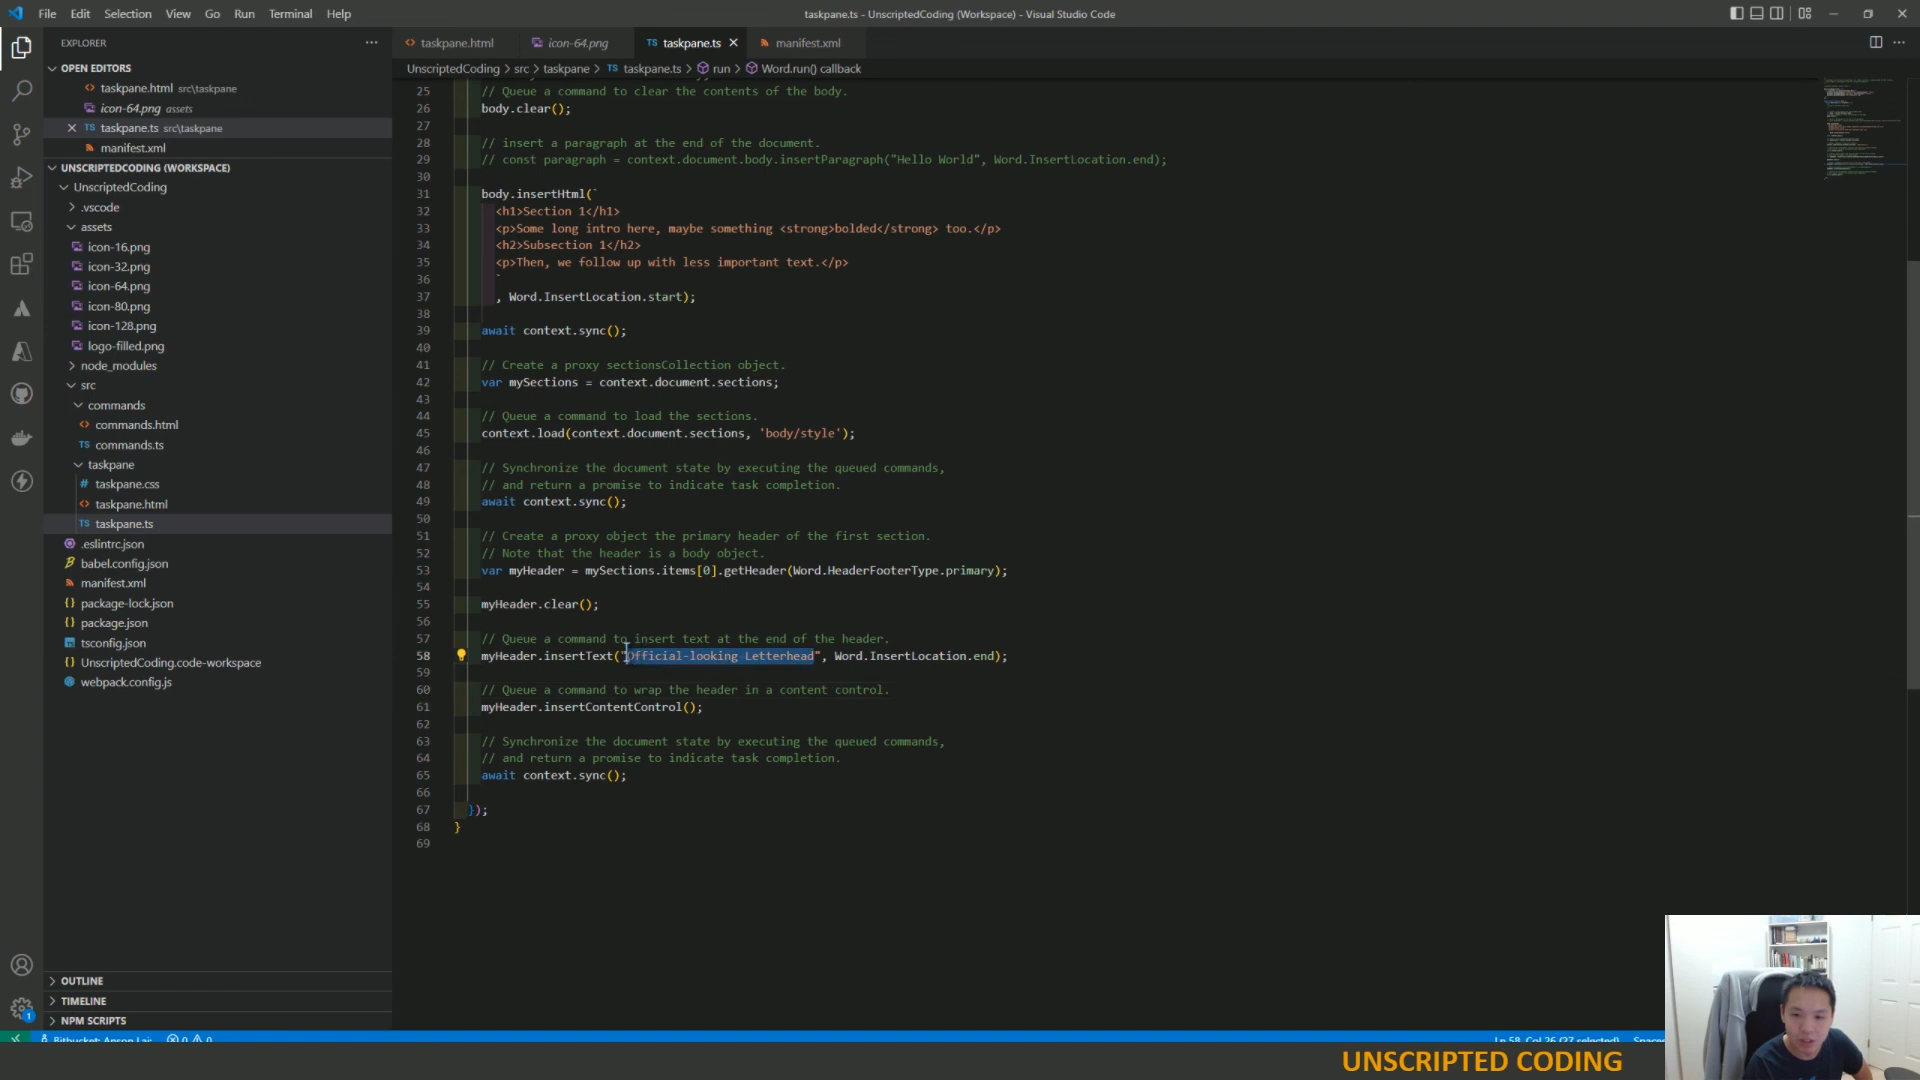 File Edit Selection View Go Run Terminal Help
taskpane.ts - UnscriptedCoding (Workspace) - Visual Studio Code
EXPLORER
OPEN EDITORS
taskpane.html src\taskpane
icon-64.png assets
TS taskpane.ts src\taskpane
manifest.xml
UNSCRIPTEDCODING (WORKSPACE)
UnscriptedCoding
.vscode
assets
icon-16.png
icon-32.png
icon-64.png
icon-80.png
icon-128.png
logo-filled.png
node_modules
src
commands
commands.html
TS commands.ts
taskpane
# taskpane.css
taskpane.html
TS taskpane.ts
.eslintrc.json
babel.config.json
manifest.xml
package-lock.json
package.json
tsconfig.json
UnscriptedCoding.code-workspace
webpack.config.js
OUTLINE
TIMELINE
NPM SCRIPTS
1
taskpane.html icon-64.png TS taskpane.ts manifest.xml
UnscriptedCoding > src > taskpane > TS taskpane.ts > run > Word.run() callback
25 // Queue a command to clear the contents of the body.
26 body.clear();
27
28 // insert a paragraph at the end of the document.
29 // const paragraph = context.document.body.insertParagraph("Hello World", Word.InsertLocation.end);
30
31 body.insertHtml(`
32 <h1>Section 1</h1>
33 <p>Some long intro here, maybe something <strong>bolded</strong> too.</p>
34 <h2>Subsection 1</h2>
35 <p>Then, we follow up with less important text.</p>
36 `
37 , Word.InsertLocation.start);
38
39 await context.sync();
40
41 // Create a proxy sectionsCollection object.
42 var mySections = context.document.sections;
43
44 // Queue a command to load the sections.
45 context.load(context.document.sections, 'body/style');
46
47 // Synchronize the document state by executing the queued commands,
48 // and return a promise to indicate task completion.
49 await context.sync();
50
51 // Create a proxy object the primary header of the first section.
52 // Note that the header is a body object.
53 var myHeader = mySections.items[0].getHeader(Word.HeaderFooterType.primary);
54
55 myHeader.clear();
56
57 // Queue a command to insert text at the end of the header.
58 myHeader.insertText("Official-looking Letterhead", Word.InsertLocation.end);
59
60 // Queue a command to wrap the header in a content control.
61 myHeader.insertContentControl();
62
63 // Synchronize the document state by executing the queued commands,
64 // and return a promise to indicate task completion.
65 await context.sync();
66
67 });
68 }
69
Bitbucket: Anson Lai: 0 0
Ln 58, Col 26 (27 selected)
UNSCRIPTED CODING